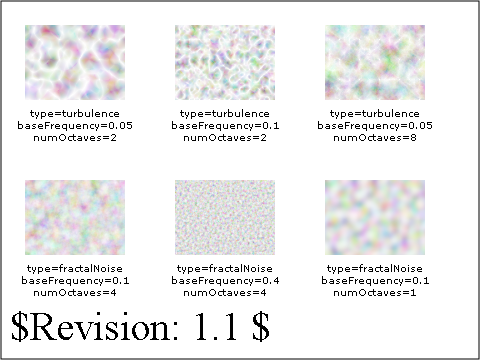 type=turbulence
baseFrequency=0.05
numOctaves=2
type=turbulence
baseFrequency=0.1
numOctaves=2
type=turbulence
baseFrequency=0.05
numOctaves=8
type=fractalNoise
baseFrequency=0.1
numOctaves=4
type=fractalNoise
baseFrequency=0.4
numOctaves=4
type=fractalNoise
baseFrequency=0.1
numOctaves=1
$Revision: 1.1 $